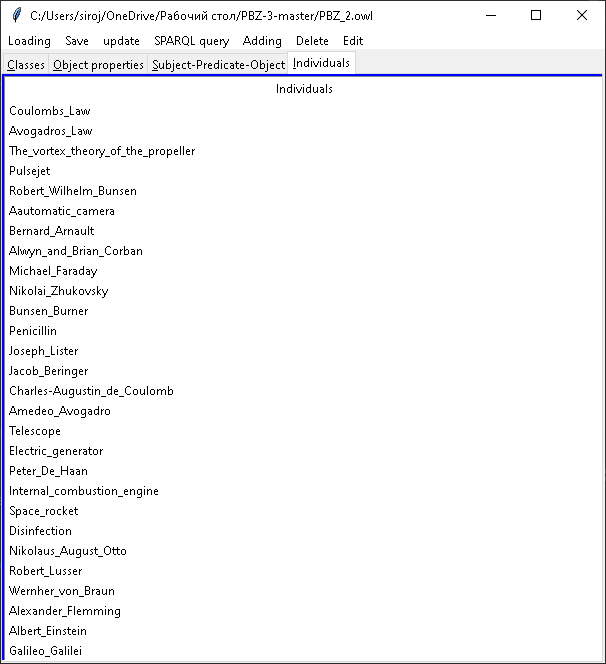 C:/Users/siroj/OneDrive/Рабочий стол/PBZ-3-master/PBZ_2.owl
Loading Save update SPARQL query Adding Delete Edit
Classes Object properties Subject-Predicate-Object Individuals
Individuals
Coulombs_Law
Avogadros_Law
The_vortex_theory_of_the_propeller
Pulsejet
Robert_Wilhelm_Bunsen
Aautomatic_camera
Bernard_Arnault
Alwyn_and_Brian_Corban
Michael_Faraday
Nikolai_Zhukovsky
Bunsen_Burner
Penicillin
Joseph_Lister
Jacob_Beringer
Charles-Augustin_de_Coulomb
Amedeo_Avogadro
Telescope
Electric_generator
Peter_De_Haan
Internal_combustion_engine
Space_rocket
Disinfection
Nikolaus_August_Otto
Robert_Lusser
Wernher_von_Braun
Alexander_Flemming
Albert_Einstein
Galileo_Galilei